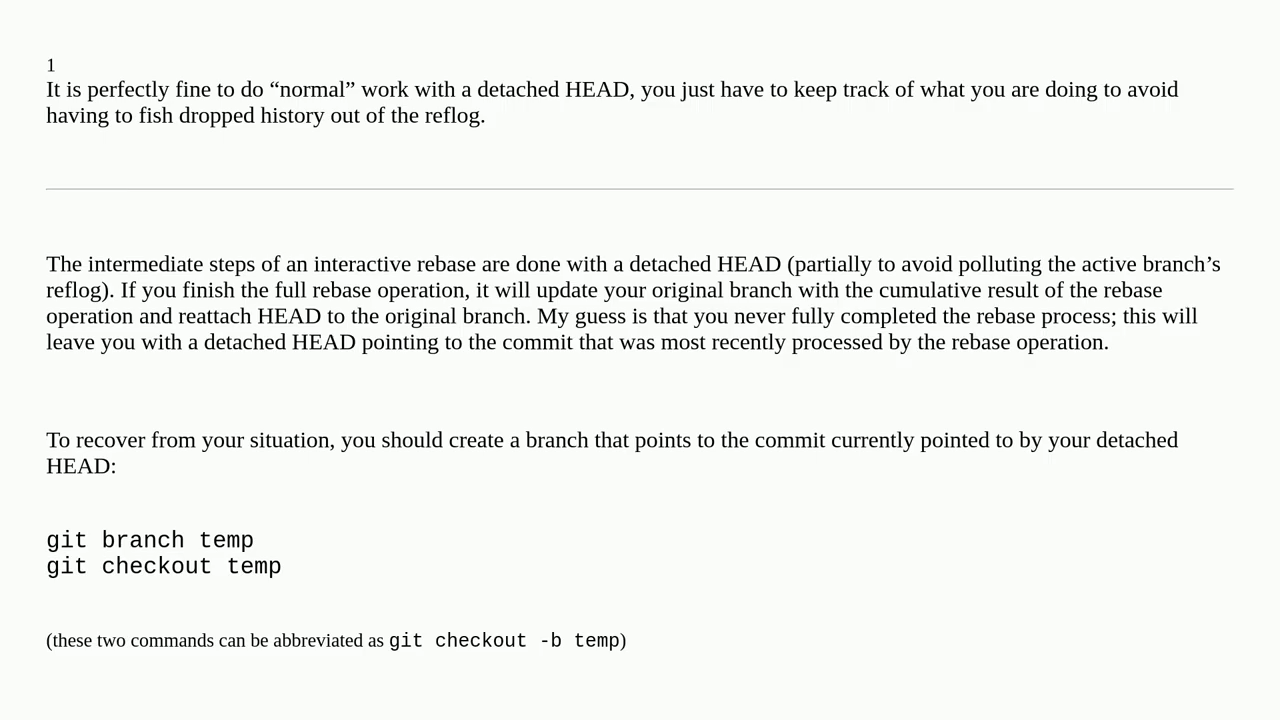 1
It is perfectly fine to do “normal” work with a detached HEAD, you just have to keep track of what you are doing to avoid
having to fish dropped history out of the reflog.
The intermediate steps of an interactive rebase are done with a detached HEAD (partially to avoid polluting the active branch’s
reflog). If you finish the full rebase operation, it will update your original branch with the cumulative result of the rebase
operation and reattach HEAD to the original branch. My guess is that you never fully completed the rebase process; this will
leave you with a detached HEAD pointing to the commit that was most recently processed by the rebase operation.
To recover from your situation, you should create a branch that points to the commit currently pointed to by your detached
HEAD:
git branch temp
git checkout temp
(these two commands can be abbreviated as git checkout -b temp)